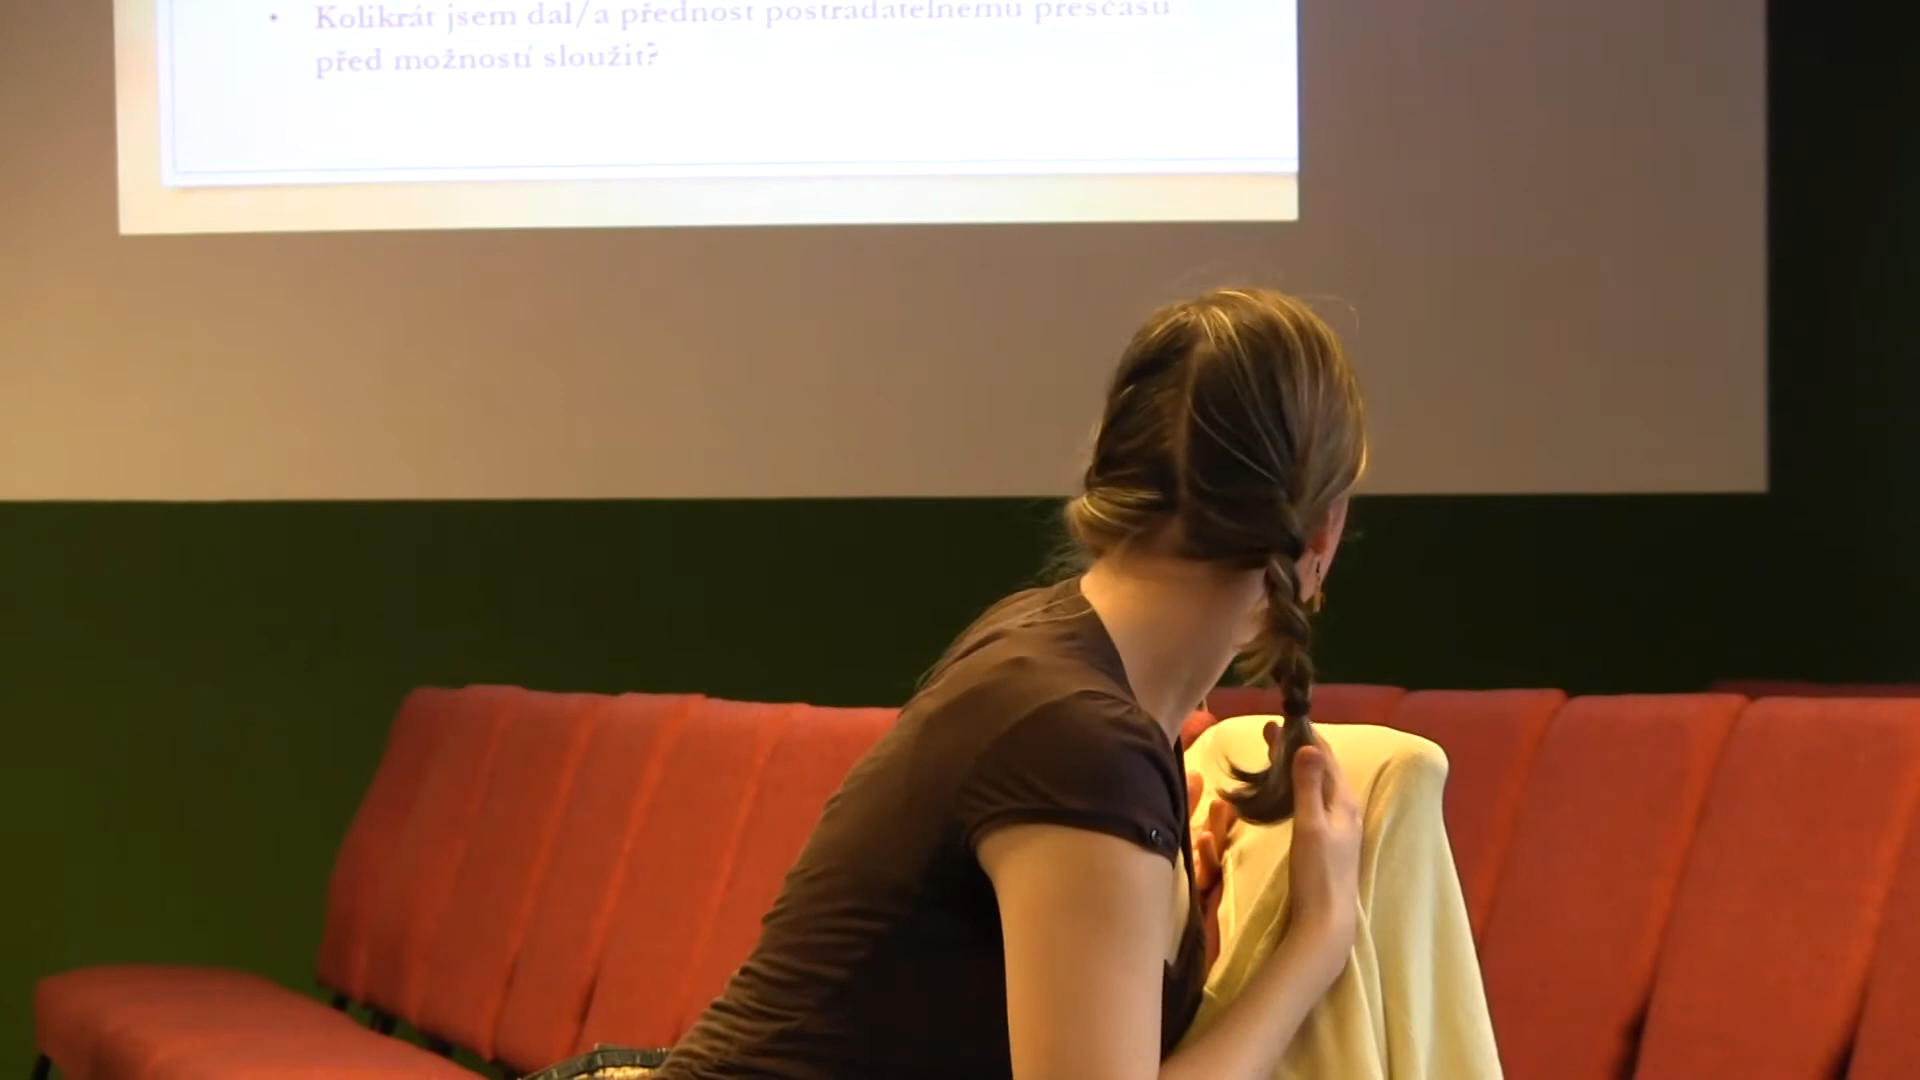 Kolikrát jsem dal/a přednost postradatelnému přesčasu
před možností sloužit?